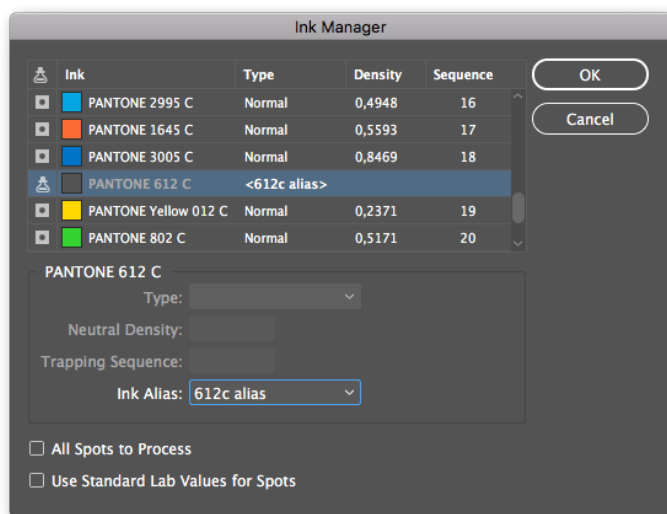 Ink Manager
Ink Type Density Sequence
PANTONE 2995 C Normal 0,4948 16
PANTONE 1645 C Normal 0,5593 17
PANTONE 3005 C Normal 0,8469 18
PANTONE 612 C <612c alias>
PANTONE Yellow 012 C Normal 0,2371 19
PANTONE 802 C Normal 0,5171 20
OK
Cancel
PANTONE 612 C
Type:
Neutral Density:
Trapping Sequence:
Ink Alias: 612c alias
All Spots to Process
Use Standard Lab Values for Spots